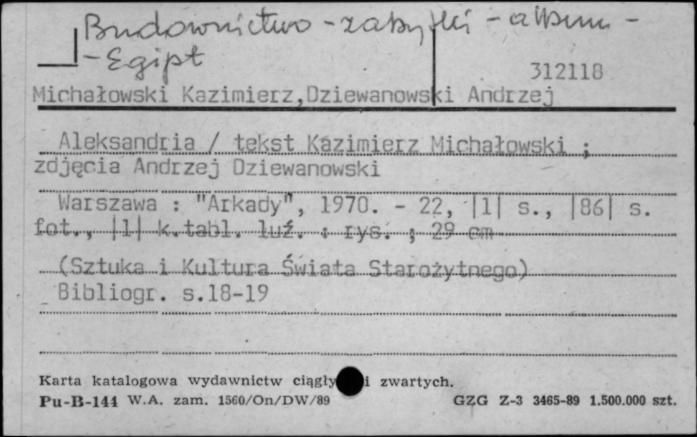 Budownictwo - zabytki - album -
- Egipt
312118
Michałowski Kazimierz,Dziewanowski Andrzej
Aleksandria / tekst Kazimierz Michałowski ;
zdjęcia Andrzej Dziewanowski
Warszawa : "Arkady", 1970. - 22, |1| s., |86| s.
fot., |1| k.tabl. luź. : rys. ; 29 cm
(Sztuka i Kultura Świata Starożytnego)
Bibliogr. s.18-19
Karta katalogowa wydawnictw ciągły i zwartych.
Pu-B-144 W.A. zam. 1560/On/DW/89 GZG Z-3 3465-89 1.500.000 szt.